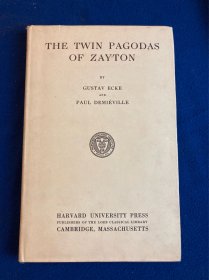 THE TWIN PAGODAS
OF ZAYTON
BY
GUSTAV ECKE
AND
PAUL DEMIÉVILLE
HARVARD UNIVERSITY PRESS
PUBLISHERS OF THE LOEB CLASSICAL LIBRARY
CAMBRIDGE, MASSACHUSETTS